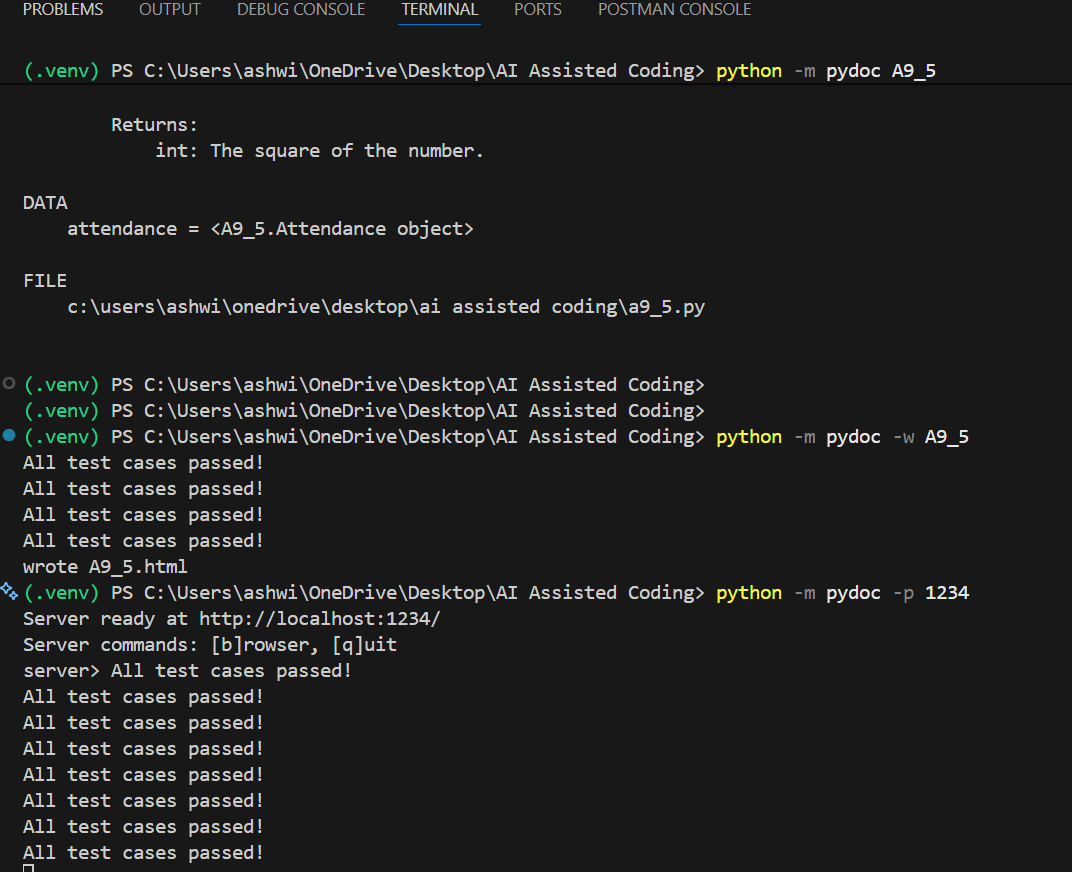 PROBLEMS OUTPUT DEBUG CONSOLE TERMINAL PORTS POSTMAN CONSOLE
(.venv) PS C:\Users\ashwi\OneDrive\Desktop\AI Assisted Coding> python -m pydoc A9_5
Returns:
int: The square of the number.
DATA
attendance = <A9_5.Attendance object>
FILE
c:\users\ashwi\onedrive\desktop\ai assisted coding\a9_5.py
(.venv) PS C:\Users\ashwi\OneDrive\Desktop\AI Assisted Coding>
(.venv) PS C:\Users\ashwi\OneDrive\Desktop\AI Assisted Coding>
(.venv) PS C:\Users\ashwi\OneDrive\Desktop\AI Assisted Coding> python -m pydoc -w A9_5
All test cases passed!
All test cases passed!
All test cases passed!
All test cases passed!
wrote A9_5.html
(.venv) PS C:\Users\ashwi\OneDrive\Desktop\AI Assisted Coding> python -m pydoc -p 1234
Server ready at http://localhost:1234/
Server commands: [b]rowser, [q]uit
server> All test cases passed!
All test cases passed!
All test cases passed!
All test cases passed!
All test cases passed!
All test cases passed!
All test cases passed!
All test cases passed!